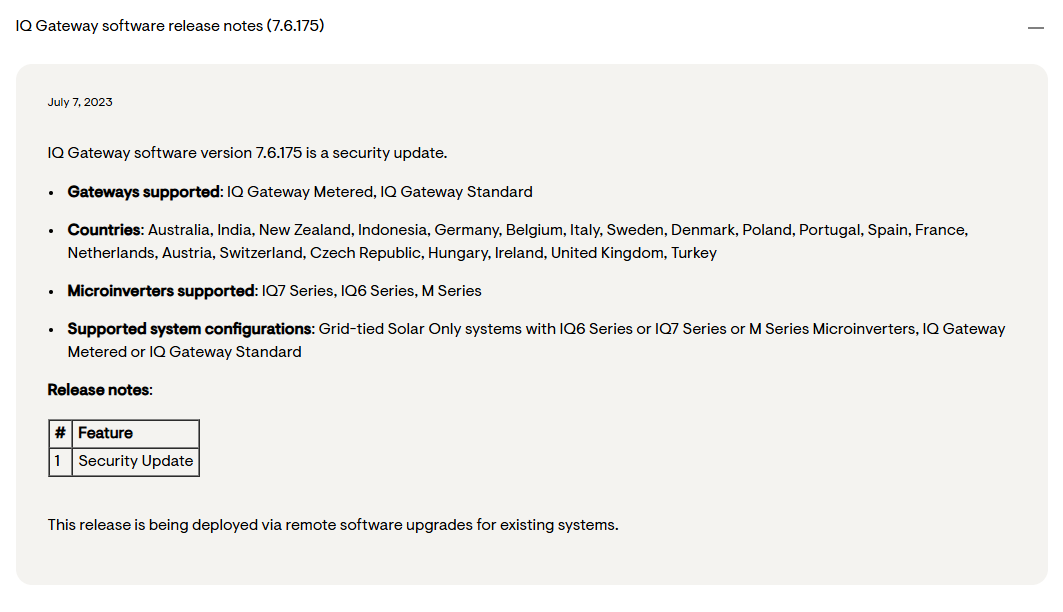 IQ Gateway software release notes (7.6.175)
July 7, 2023
IQ Gateway software version 7.6.175 is a security update.
• Gateways supported: IQ Gateway Metered, IQ Gateway Standard
• Countries: Australia, India, New Zealand, Indonesia, Germany, Belgium, Italy, Sweden, Denmark, Poland, Portugal, Spain, France,
Netherlands, Austria, Switzerland, Czech Republic, Hungary, Ireland, United Kingdom, Turkey
• Microinverters supported: IQ7 Series, IQ6 Series, M Series
• Supported system configurations: Grid-tied Solar Only systems with IQ6 Series or IQ7 Series or M Series Microinverters, IQ Gateway
Metered or IQ Gateway Standard
Release notes:
# Feature
1 Security Update
This release is being deployed via remote software upgrades for existing systems.